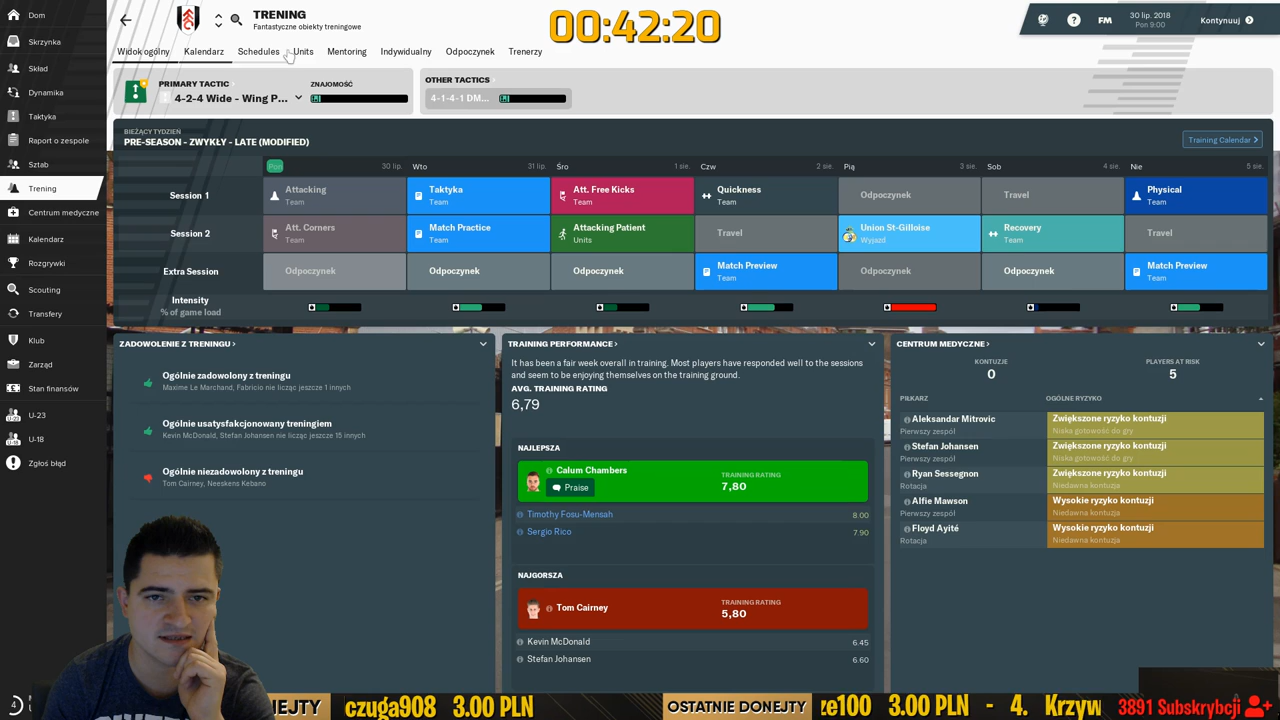 Dom
TRENING
Fantastyczne obiekty treningowe
00:42:20
FM
30 lip. 2018
Pon 9:00
Kontynuuj
Skrzynka
Widok ogólny
Kalendarz
Schedules
Units
Mentoring
Indywidualny
Odpoczynek
Trenerzy
Skład
Dynamika
Taktyka
Raport o zespole
Sztab
Trening
Centrum medyczne
Kalendarz
Rozgrywki
Scouting
Transfery
Klub
Zarząd
Stan finansów
U-23
U-18
Zgłoś błąd
PRIMARY TACTIC
4-2-4 Wide - Wing P...
ZNAJOMOŚĆ
OTHER TACTICS
4-1-4-1 DM...
BIEŻĄCY TYDZIEN
PRE-SEASON - ZWYKŁY - LATE (MODIFIED)
Training Calendar
Pon 30 lip. Wto 31 lip. Śro 1 sie. Czw 2 sie. Pią 3 sie. Sob 4 sie. Nie 5 sie.
Session 1
Attacking
Team
Taktyka
Team
Att. Free Kicks
Team
Quickness
Team
Odpoczynek
Travel
Physical
Team
Session 2
Att. Corners
Team
Match Practice
Team
Attacking Patient
Units
Travel
Union St-Gilloise
Wyjazd
Recovery
Team
Travel
Extra Session
Odpoczynek
Odpoczynek
Odpoczynek
Match Preview
Team
Odpoczynek
Odpoczynek
Match Preview
Team
Intensity
% of game load
ZADOWOLENIE Z TRENINGU
Ogólnie zadowolony z treningu
Maxime Le Marchand, Fabricio nie licząc jeszcze 1 innych
Ogólnie usatysfakcjonowany treningiem
Kevin McDonald, Stefan Johansen nie licząc jeszcze 15 innych
Ogólnie niezadowolony z treningu
Tom Cairney, Neeskens Kebano
TRAINING PERFORMANCE
It has been a fair week overall in training. Most players have responded well to the sessions
and seem to be enjoying themselves on the training ground.
AVG. TRAINING RATING
6,79
NAJLEPSZA
Calum Chambers
Praise
TRAINING RATING
7,80
Timothy Fosu-Mensah 8.00
Sergio Rico 7.90
NAJGORSZA
Tom Cairney
TRAINING RATING
5,80
Kevin McDonald 6.45
Stefan Johansen 6.60
CENTRUM MEDYCZNE
KONTUZJE
0
PLAYERS AT RISK
5
PIŁKARZ
OGÓLNE RYZYKO
Aleksandar Mitrovic
Pierwszy zespół
Zwiększone ryzyko kontuzji
Niska gotowość do gry
Stefan Johansen
Pierwszy zespół
Zwiększone ryzyko kontuzji
Niska gotowość do gry
Ryan Sessegnon
Rotacja
Zwiększone ryzyko kontuzji
Niedawna kontuzja
Alfie Mawson
Pierwszy zespół
Wysokie ryzyko kontuzji
Niedawna kontuzja
Floyd Ayité
Rotacja
Wysokie ryzyko kontuzji
Niedawna kontuzja
NEJTY
czuga908 3.00 PLN
OSTATNIE DONEJTY
ze100 3.00 PLN - 4. Krzyw
3891 Subskrybcji